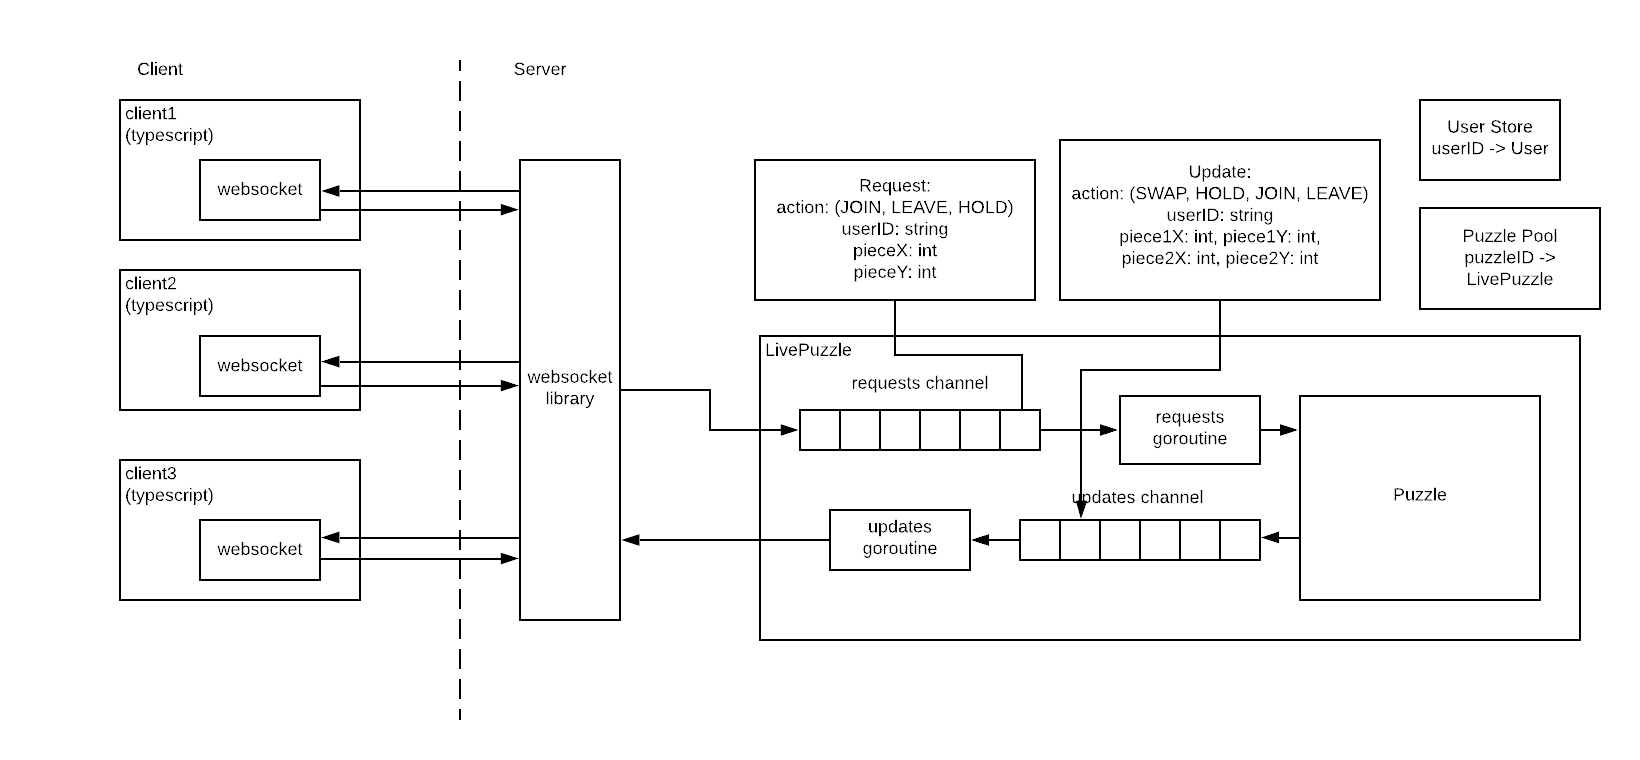 Client
Server
client1
(typescript)
websocket
client2
(typescript)
websocket
client3
(typescript)
websocket
websocket
library
Request:
action: (JOIN, LEAVE, HOLD)
userID: string
pieceX: int
pieceY: int
Update:
action: (SWAP, HOLD, JOIN, LEAVE)
userID: string
piece1X: int, piece1Y: int,
piece2X: int, piece2Y: int
User Store
userID -> User
Puzzle Pool
puzzleID ->
LivePuzzle
LivePuzzle
requests channel
requests
goroutine
Puzzle
updates channel
updates
goroutine